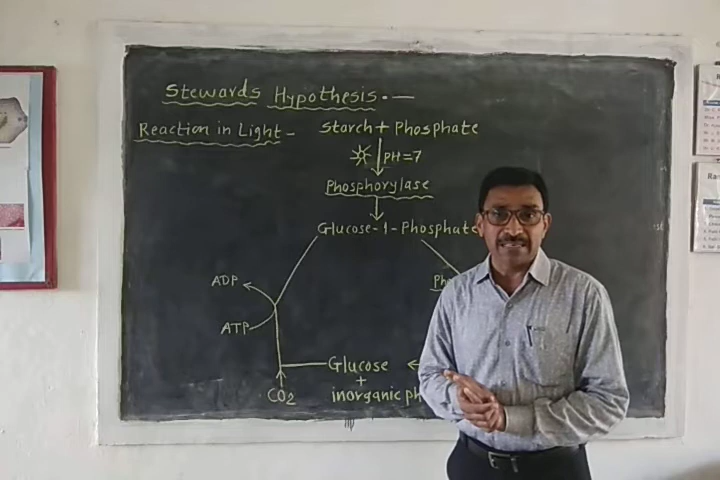 Stewards Hypothesis.—
Reaction in Light –
Starch + Phosphate
PH=7
Phosphorylase
Glucose-1-Phosphate
ADP
ATP
Glucose
+
CO2
inorganic